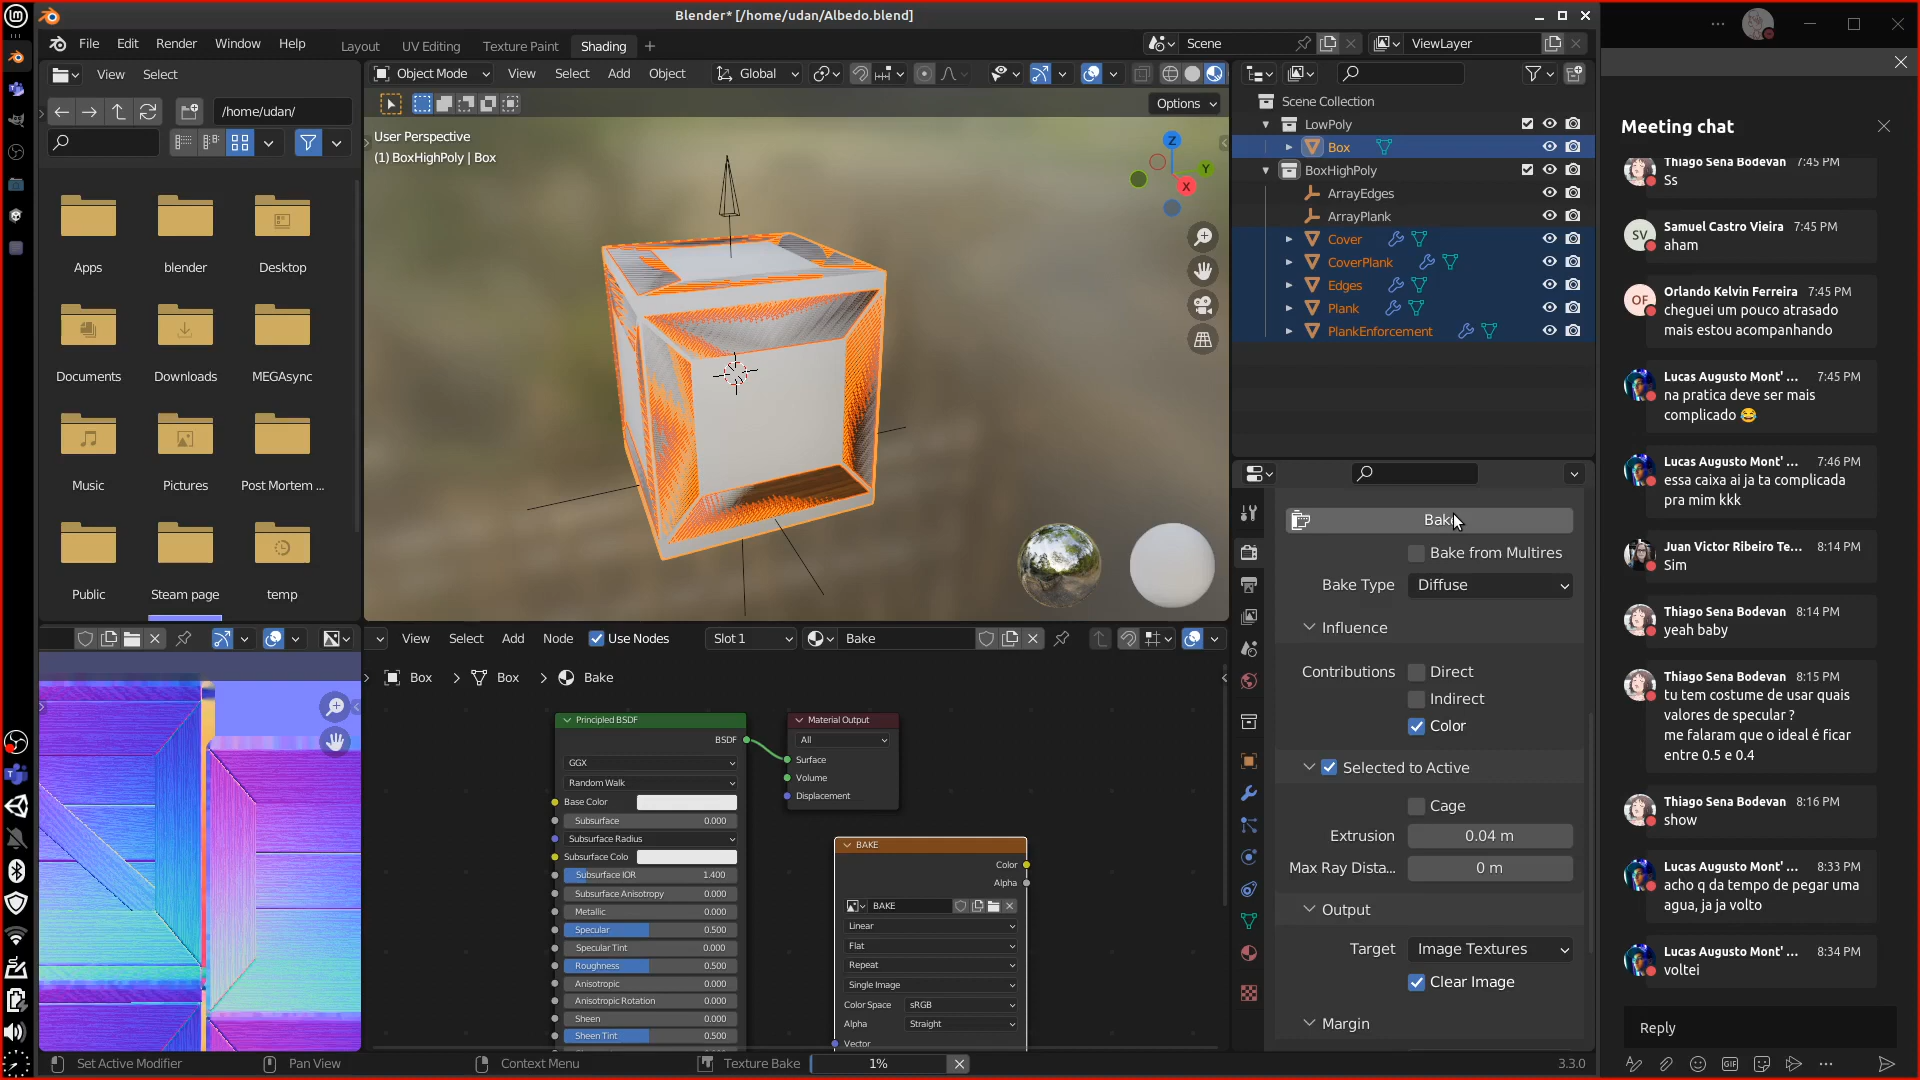 Blender* [/home/udan/Albedo.blend]
File Edit Render Window Help
Layout UV Editing Texture Paint Shading
Scene
ViewLayer
View Select
/home/udan/
Apps
blender
Desktop
Documents
Downloads
MEGAsync
Music
Pictures
Post Mortem ...
Public
Steam page
temp
Object Mode View Select Add Object Global
Options
User Perspective
(1) BoxHighPoly | Box
Z
Y
X
Scene Collection
LowPoly
Box
BoxHighPoly
ArrayEdges
ArrayPlank
Cover
CoverPlank
Edges
Plank
PlankEnforcement
Bake
Bake from Multires
Bake Type Diffuse
Influence
Contributions Direct
Indirect
Color
Selected to Active
Cage
Extrusion 0.04 m
Max Ray Dista... 0 m
Output
Target Image Textures
Clear Image
Margin
View Select Add Node Use Nodes Slot 1 Bake
Box Box Bake
Principled BSDF
BSDF
GGX
Random Walk
Base Color
Subsurface 0.000
Subsurface Radius
Subsurface Colo
Subsurface IOR 1.400
Subsurface Anisotropy 0.000
Metallic 0.000
Specular 0.500
Specular Tint 0.000
Roughness 0.500
Anisotropic 0.000
Anisotropic Rotation 0.000
Sheen 0.000
Sheen Tint 0.500
Material Output
All
Surface
Volume
Displacement
BAKE
Color
Alpha
BAKE
Linear
Flat
Repeat
Single Image
Color Space sRGB
Alpha Straight
Vector
Set Active Modifier
Pan View
Context Menu
Texture Bake 1%
3.3.0
Meeting chat
Thiago Sena Bodevan 7:45 PM
Ss
SV
Samuel Castro Vieira 7:45 PM
aham
OF
Orlando Kelvin Ferreira 7:45 PM
cheguei um pouco atrasado
mais estou acompanhando
Lucas Augusto Mont' ... 7:45 PM
na pratica deve ser mais
complicado 😂
Lucas Augusto Mont' ... 7:46 PM
essa caixa ai ja ta complicada
pra mim kkk
Juan Victor Ribeiro Te... 8:14 PM
Sim
Thiago Sena Bodevan 8:14 PM
yeah baby
Thiago Sena Bodevan 8:15 PM
tu tem costume de usar quais
valores de specular ?
me falaram que o ideal é ficar
entre 0.5 e 0.4
Thiago Sena Bodevan 8:16 PM
show
Lucas Augusto Mont' ... 8:33 PM
acho q da tempo de pegar uma
agua, ja ja volto
Lucas Augusto Mont' ... 8:34 PM
voltei
Reply
GIF